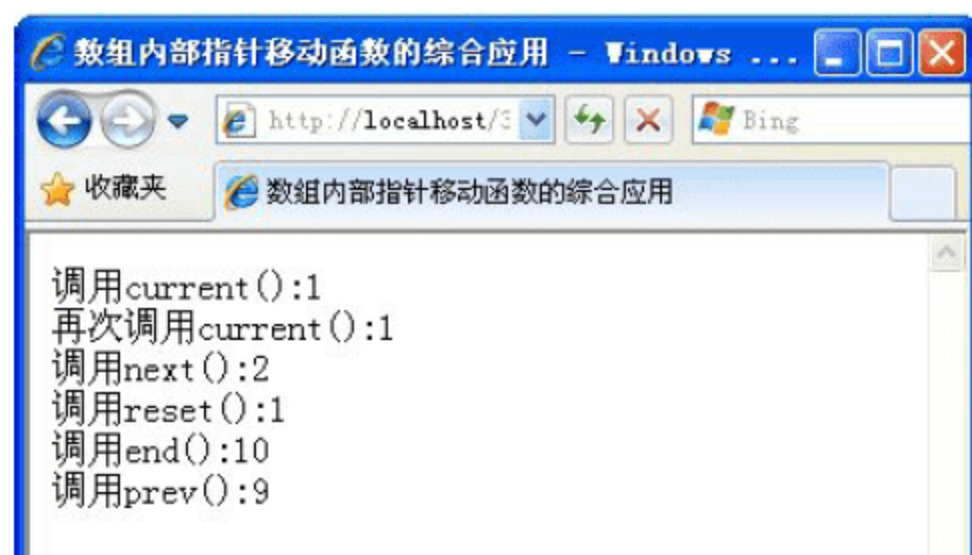 数组内部指针移动函数的综合应用 - Windows ...
http://localhost/3
Bing
收藏夹
数组内部指针移动函数的综合应用
调用current():1
再次调用current():1
调用next():2
调用reset():1
调用end():10
调用prev():9